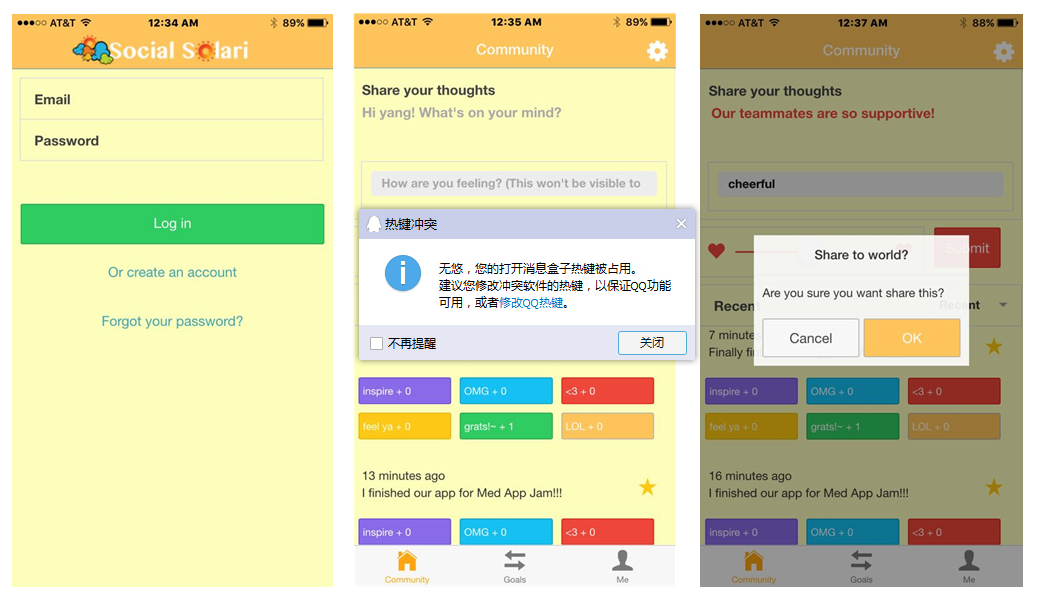 AT&T 12:34 AM 89%
Social Solari
Email
Password
Log in
Or create an account
Forgot your password?
AT&T 12:35 AM 89%
Community
Share your thoughts
Hi yang! What's on your mind?
How are you feeling? (This won't be visible to
热键冲突
无悠，您的打开消息盒子热键被占用。
建议您修改冲突软件的热键，以保证QQ功能
可用，或者修改QQ热键。
不再提醒
关闭
inspire + 0 OMG + 0 <3 + 0
feel ya + 0 grats!~ + 1 LOL + 0
13 minutes ago
I finished our app for Med App Jam!!!
inspire + 0 OMG + 0 <3 + 0
Community Goals Me
AT&T 12:37 AM 88%
Community
Share your thoughts
Our teammates are so supportive!
cheerful
Submit
Share to world?
Are you sure you want share this?
Cancel OK
Recent Recent
7 minutes
Finally
inspire + 0 OMG + 0 <3 + 0
feel ya + 0 grats!~ + 1 LOL + 0
16 minutes ago
I finished our app for Med App Jam!!!
inspire + 0 OMG + 0 <3 + 0
Community Goals Me